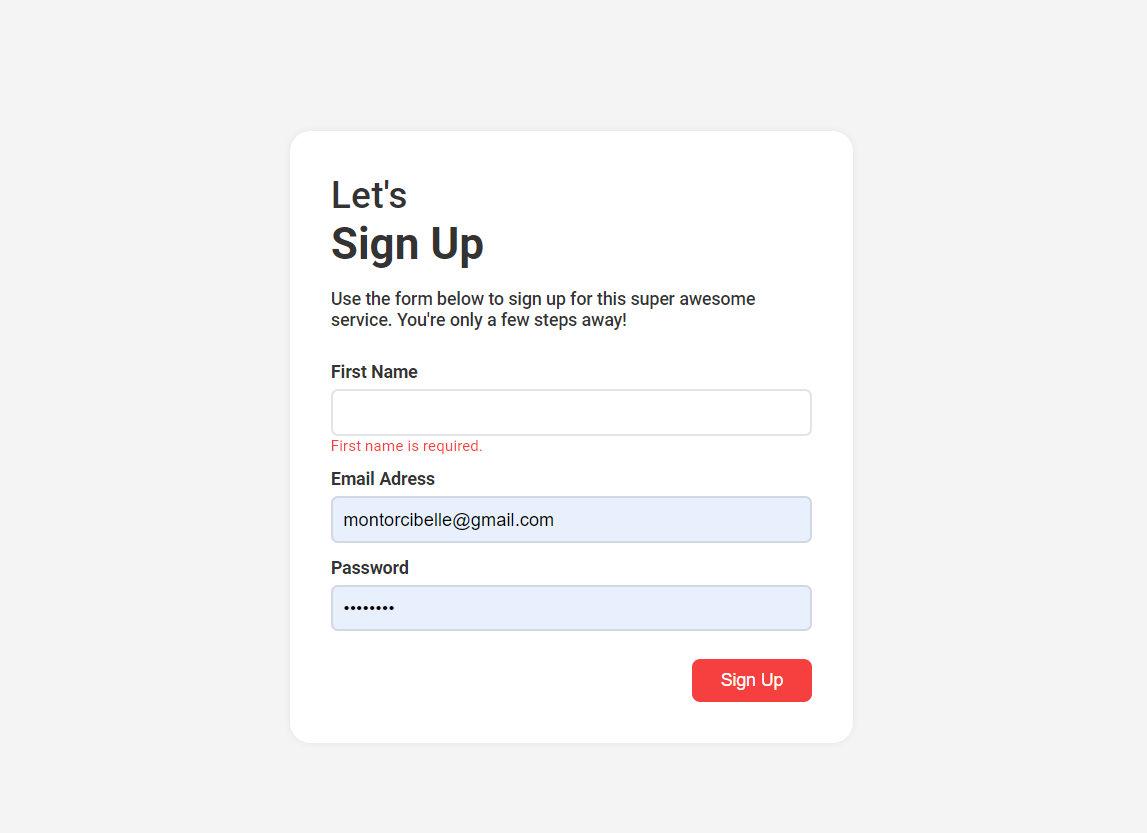 Let's
Sign Up
Use the form below to sign up for this super awesome
service. You're only a few steps away!
First Name
First name is required.
Email Adress
montorcibelle@gmail.com
Password
••••••••
Sign Up